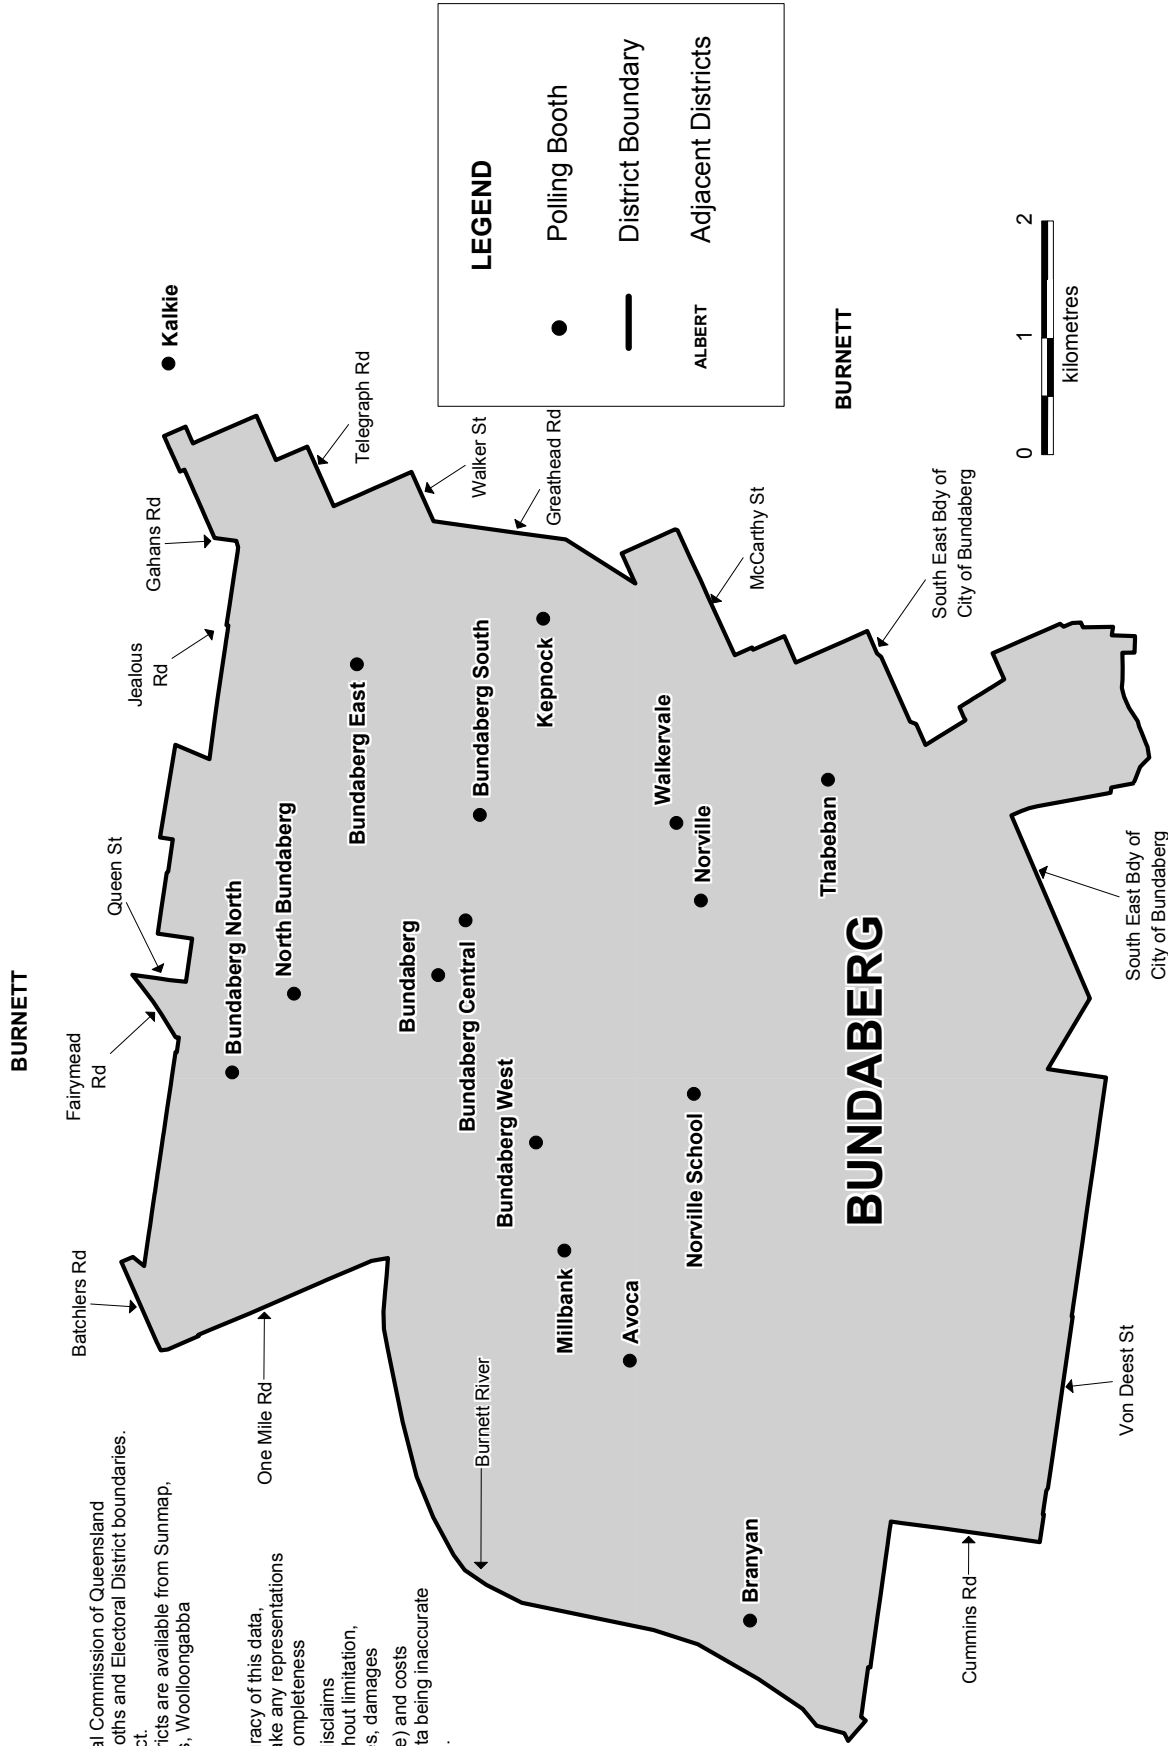 BURNETT
Kalkie
Gahans Rd
Jealous
Rd
Queen St
Fairymead
Rd
Batchlers Rd
Telegraph Rd
Walker St
Greathead Rd
McCarthy St
South East Bdy of
City of Bundaberg
South East Bdy of
City of Bundaberg
Von Deest St
Cummins Rd
Burnett River
One Mile Rd
Bundaberg North
North Bundaberg
Bundaberg East
Bundaberg
Bundaberg Central
Bundaberg South
Kepnock
Bundaberg West
Millbank
Avoca
Norville School
Norville
Walkervale
Thabeban
Branyan
BUNDABERG
BURNETT
LEGEND
Polling Booth
District Boundary
ALBERT Adjacent Districts
0 1 2
kilometres
al Commission of Queensland
oths and Electoral District boundaries.
ct.
ricts are available from Sunmap,
s, Woolloongabba
racy of this data,
ake any representations
ompleteness
isclaims
hout limitation,
s, damages
e) and costs
ta being inaccurate
.